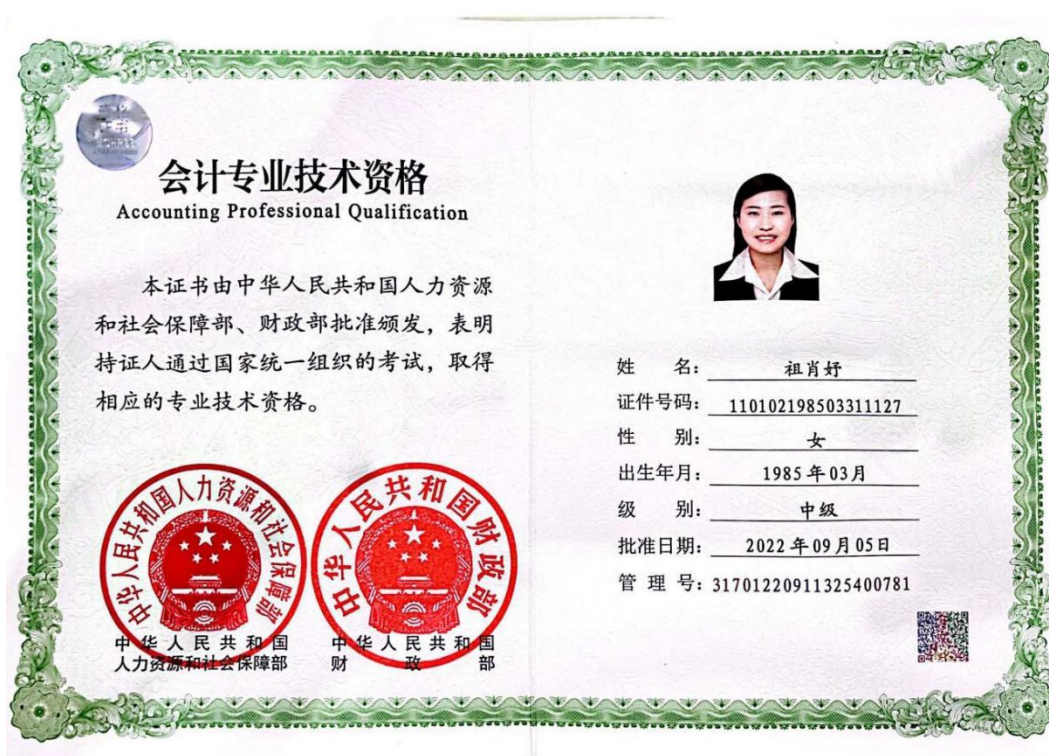 会计专业技术资格
Accounting Professional Qualification
本证书由中华人民共和国人力资源
和社会保障部、财政部批准颁发，表明
持证人通过国家统一组织的考试，取得
相应的专业技术资格。
中华人民共和国人力资源和社会保障部
中华人民共和国财政部
中华人民共和国
人力资源和社会保障部
中华人民共和国
财政部
姓名：祖肖妤
证件号码：110102198503311127
性别：女
出生年月：1985年03月
级别：中级
批准日期：2022年09月05日
管理号：31701220911325400781